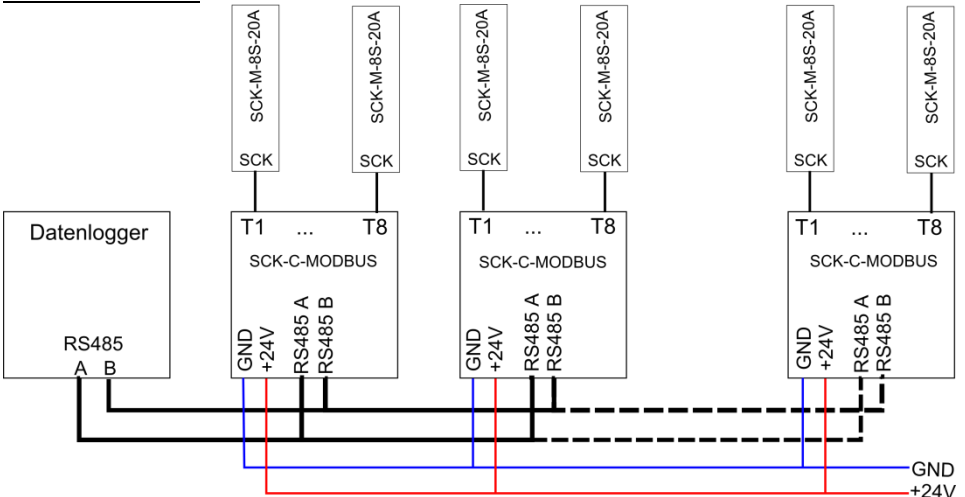 SCK-M-8S-20A
SCK
SCK-M-8S-20A
SCK
SCK-M-8S-20A
SCK
SCK-M-8S-20A
SCK
SCK-M-8S-20A
SCK
SCK-M-8S-20A
SCK
Datenlogger
RS485
A B
T1 ... T8
SCK-C-MODBUS
GND
+24V
RS485 A
RS485 B
T1 ... T8
SCK-C-MODBUS
GND
+24V
RS485 A
RS485 B
T1 ... T8
SCK-C-MODBUS
GND
+24V
RS485 A
RS485 B
GND
+24V